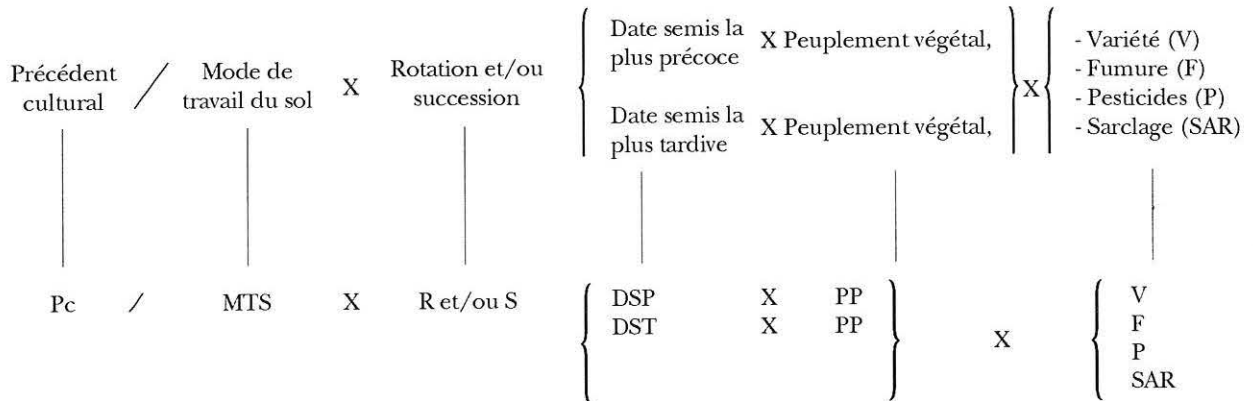 Précédent cultural / Mode de travail du sol X Rotation et/ou succession
Date semis la plus précoce X Peuplement végétal,
Date semis la plus tardive X Peuplement végétal,
X
- Variété (V)
- Fumure (F)
- Pesticides (P)
- Sarclage (SAR)
Pc / MTS X R et/ou S
DSP X PP
DST X PP
X
V
F
P
SAR